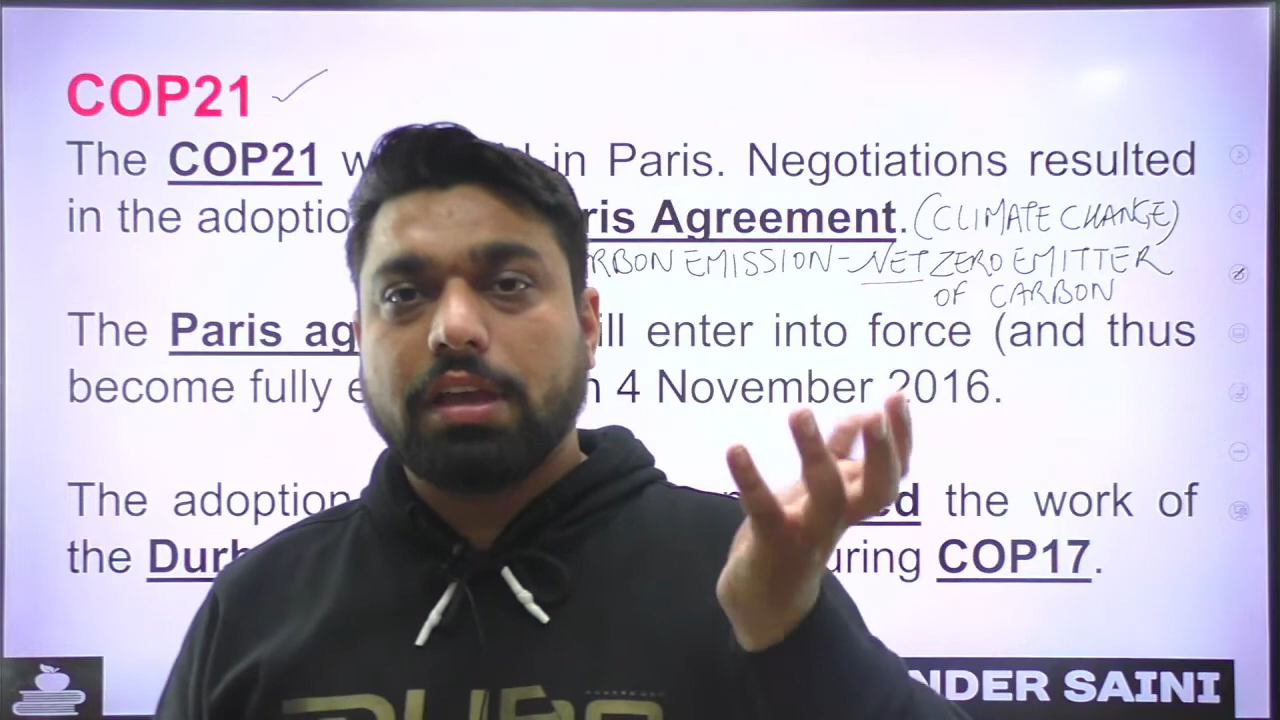 COP21
The COP21 w in Paris. Negotiations resulted
in the adoptio ris Agreement. (CLIMATE CHANGE)
RBON EMISSION-NET ZERO EMITTER
OF CARBON
The Paris ag ill enter into force (and thus
become fully e n 4 November 2016.
The adoption ed the work of
the Durb uring COP17.
NDER SAINI